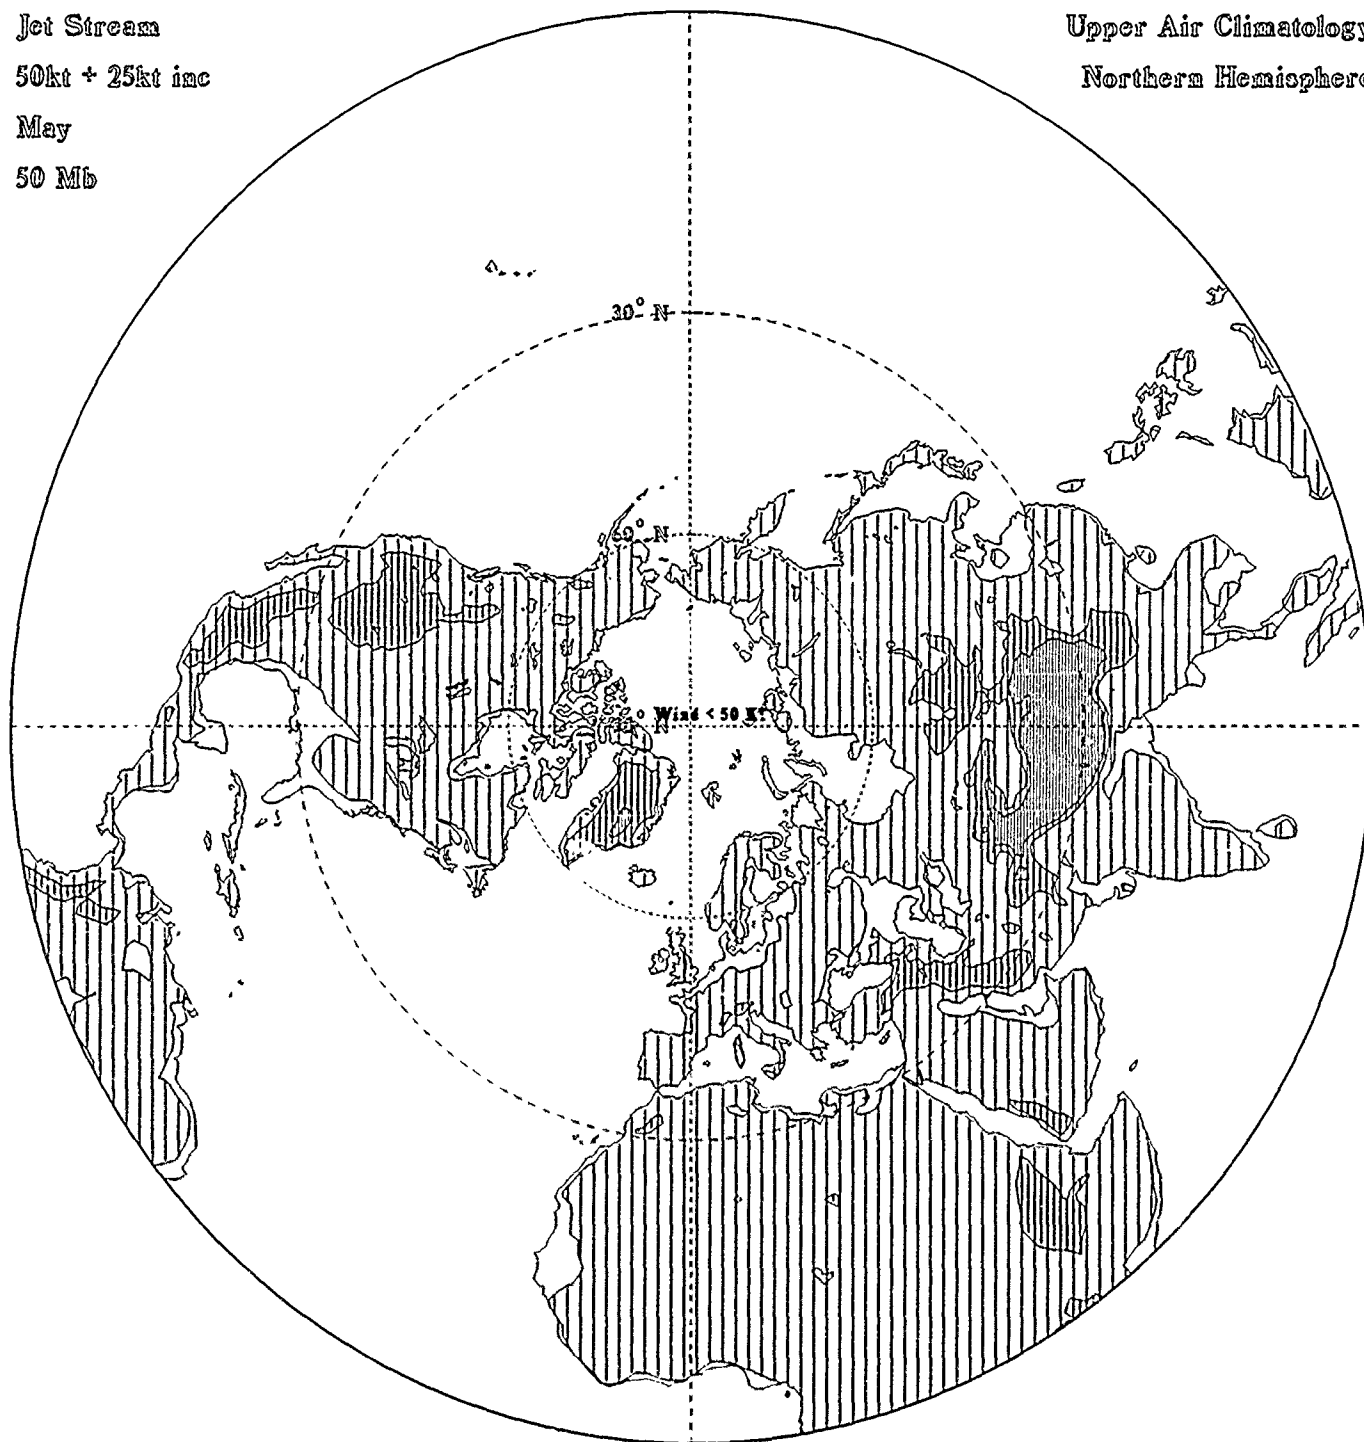 Jet Stream
50kt + 25kt inc
May
50 Mb
Upper Air Climatology
Northern Hemisphere
30° N
60° N
Wind < 50 Kt
N